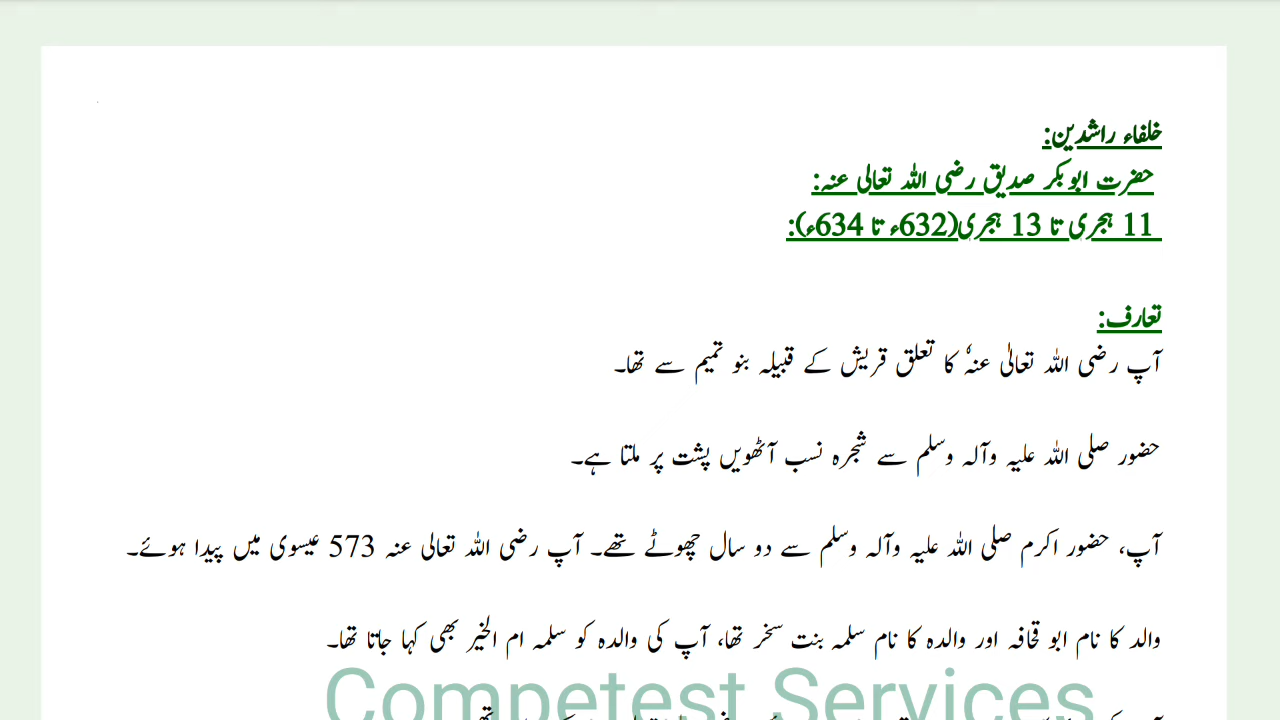 خلفاء راشدین:
حضرت ابوبکر صدیق رضی اللہ تعالی عنہ:
11 ہجری تا 13 ہجری(632ء تا 634ء):
تعارف:
آپ رضی اللہ تعالیٰ عنہٗ کا تعلق قریش کے قبیلہ بنو تمیم سے تھا۔
حضور صلی اللہ علیہ وآلہ وسلم سے شجرہ نسب آٹھویں پشت پر ملتا ہے۔
آپ، حضور اکرم صلی اللہ علیہ وآلہ وسلم سے دو سال چھوٹے تھے۔ آپ رضی اللہ تعالی عنہ 573 عیسوی میں پیدا ہوئے۔
والد کا نام ابو قحافہ اور والدہ کا نام سلمہ بنت سخر تھا، آپ کی والدہ کو سلمہ ام الخیر بھی کہا جاتا تھا۔
Competest Services